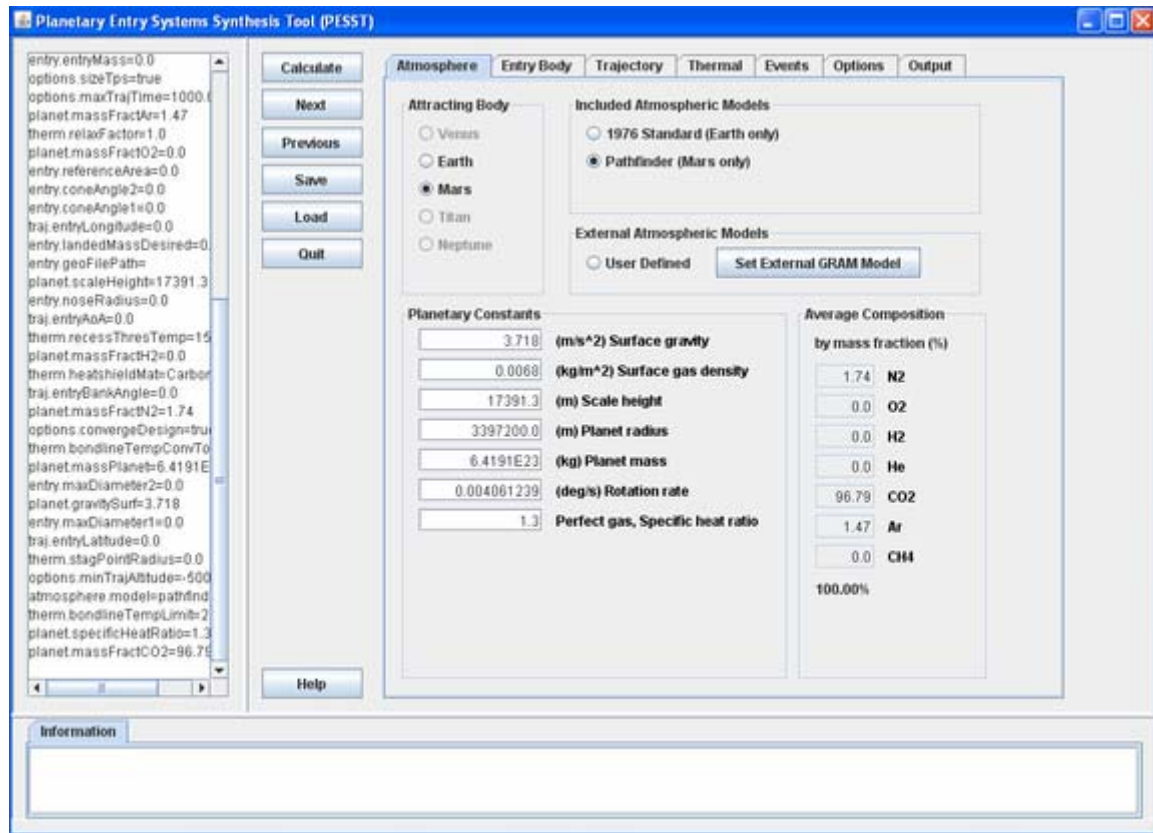 Planetary Entry Systems Synthesis Tool (PESST)
entry.entryMass=0.0
options.sizeTps=true
options.maxTrajTime=1000.0
planet.massFractAr=1.47
therm.relaxFactor=1.0
planet.massFractO2=0.0
entry.referenceArea=0.0
entry.coneAngle2=0.0
entry.coneAngle1=0.0
traj.entryLongitude=0.0
entry.landedMassDesired=0.
entry.geoFilePath=
planet.scaleHeight=17391.3
entry.noseRadius=0.0
traj.entryAoA=0.0
therm.recessThresTemp=15
planet.massFractH2=0.0
therm.heatshieldMat=Carbon
traj.entryBankAngle=0.0
planet.massFractN2=1.74
options.convergeDesign=true
therm.bondlineTempConvTo
planet.massPlanet=6.4191E
entry.maxDiameter2=0.0
planet.gravitySurf=3.718
entry.maxDiameter1=0.0
traj.entryLatitude=0.0
therm.stagPointRadius=0.0
options.minTrajAltitude=-500
atmosphere.model=pathfind
therm.bondlineTempLimit=2
planet.specificHeatRatio=1.3
planet.massFractCO2=96.79
Calculate
Next
Previous
Save
Load
Quit
Help
Atmosphere Entry Body Trajectory Thermal Events Options Output
Attracting Body
Venus
Earth
Mars
Titan
Neptune
Included Atmospheric Models
1976 Standard (Earth only)
Pathfinder (Mars only)
External Atmospheric Models
User Defined Set External GRAM Model
Planetary Constants
3.718 (m/s^2) Surface gravity
0.0068 (kg/m^2) Surface gas density
17391.3 (m) Scale height
3397200.0 (m) Planet radius
6.4191E23 (kg) Planet mass
0.004061239 (deg/s) Rotation rate
1.3 Perfect gas, Specific heat ratio
Average Composition
by mass fraction (%)
1.74 N2
0.0 O2
0.0 H2
0.0 He
96.79 CO2
1.47 Ar
0.0 CH4
100.00%
Information